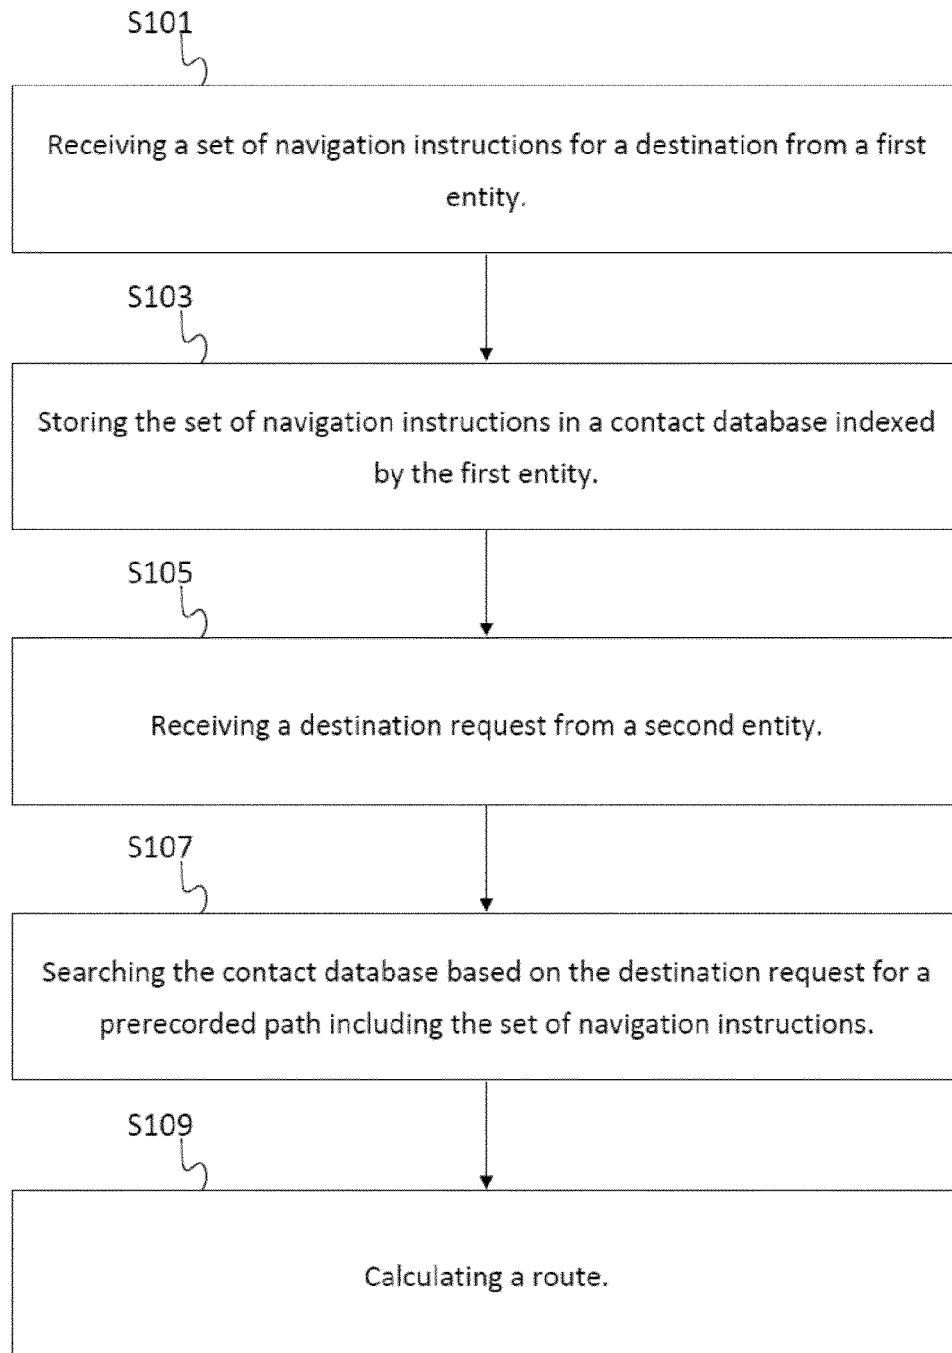 S101
Receiving a set of navigation instructions for a destination from a first
entity.
S103
Storing the set of navigation instructions in a contact database indexed
by the first entity.
S105
Receiving a destination request from a second entity.
S107
Searching the contact database based on the destination request for a
prerecorded path including the set of navigation instructions.
S109
Calculating a route.